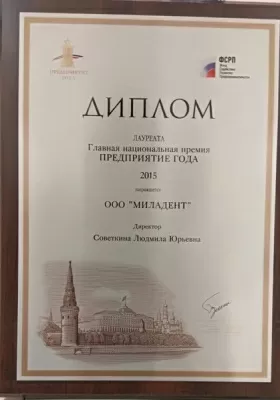 ФСРП
ДИПЛОМ
ЛАУРЕАТА
Главная национальная премия
ПРЕДПРИЯТИЕ ГОДА
2015
ООО "МИЛАДЕНТ"
Директор
Советкина Людмила Юрьевна